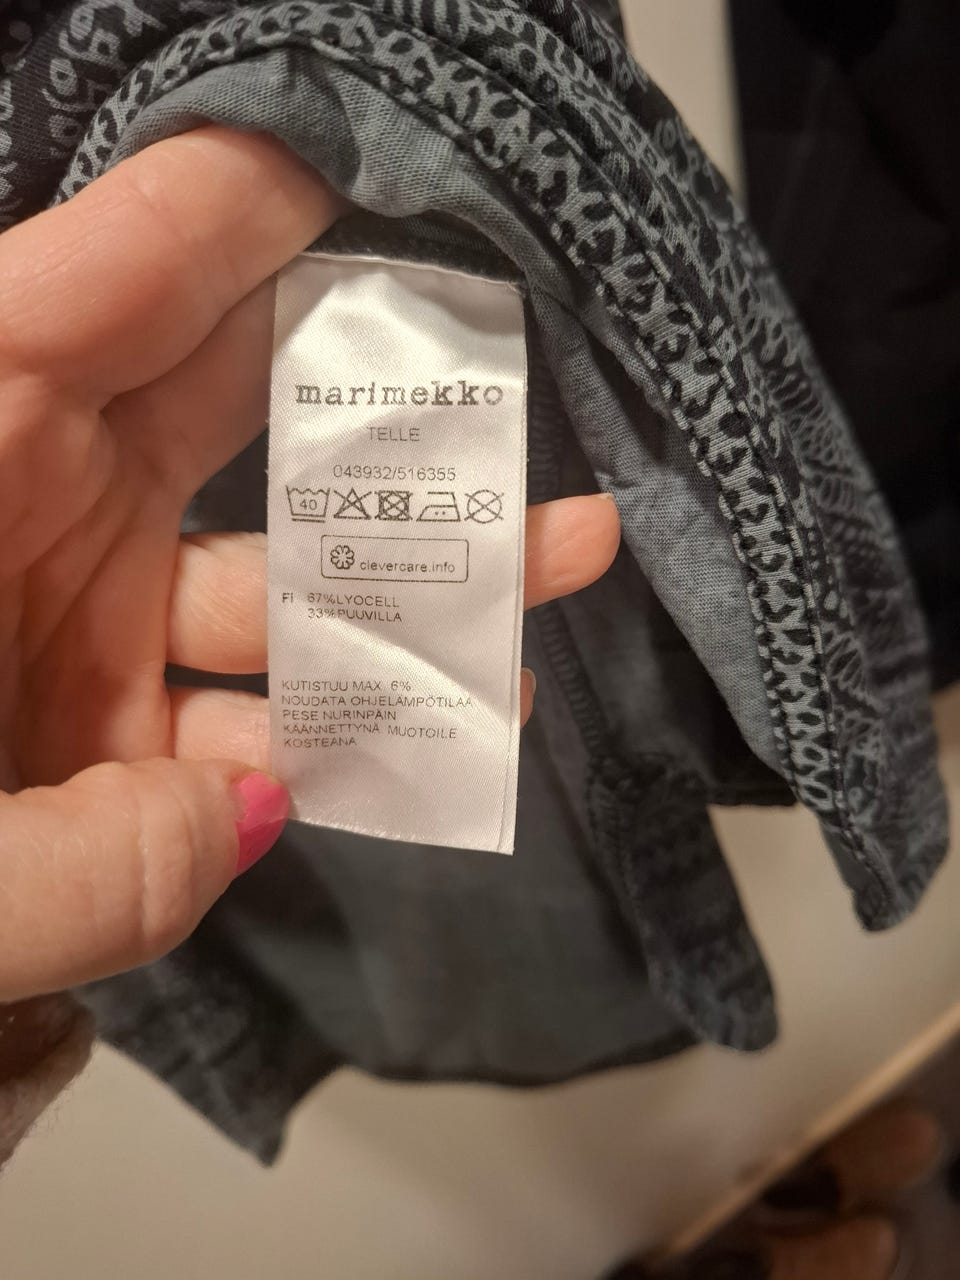 marimekko
TELLE
043932/516355
40
clevercare.info
FI 67%LYOCELL
33%PUUVILLA
KUTISTUU MAX. 6%
NOUDATA OHJELÄMPÖTILAA
PESE NURINPÄIN
KÄÄNNETTYNÄ MUOTOILE
KOSTEANA